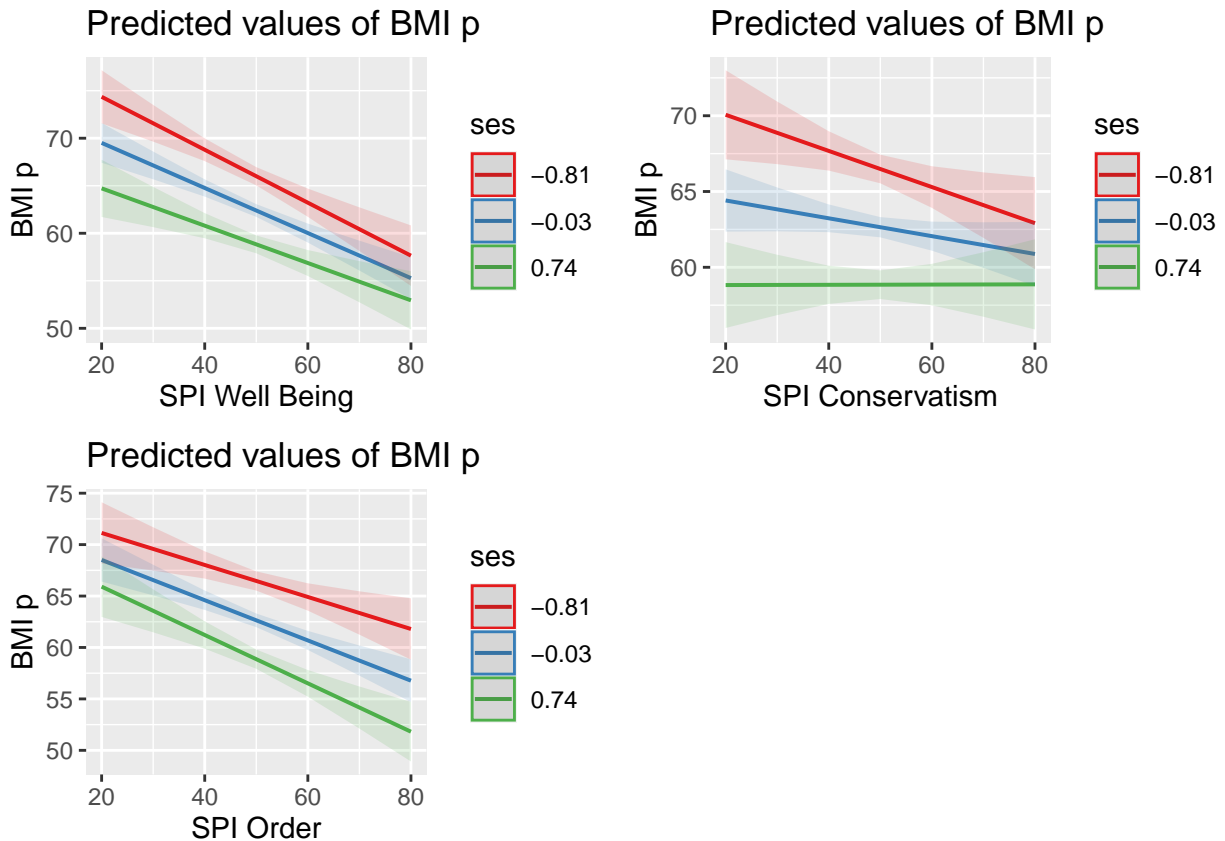 Predicted values of BMI p
70
60
50
BMI p
20 40 60 80
SPI Well Being
ses
−0.81
−0.03
0.74
Predicted values of BMI p
70
65
60
BMI p
20 40 60 80
SPI Conservatism
ses
−0.81
−0.03
0.74
Predicted values of BMI p
75
70
65
60
55
50
BMI p
20 40 60 80
SPI Order
ses
−0.81
−0.03
0.74